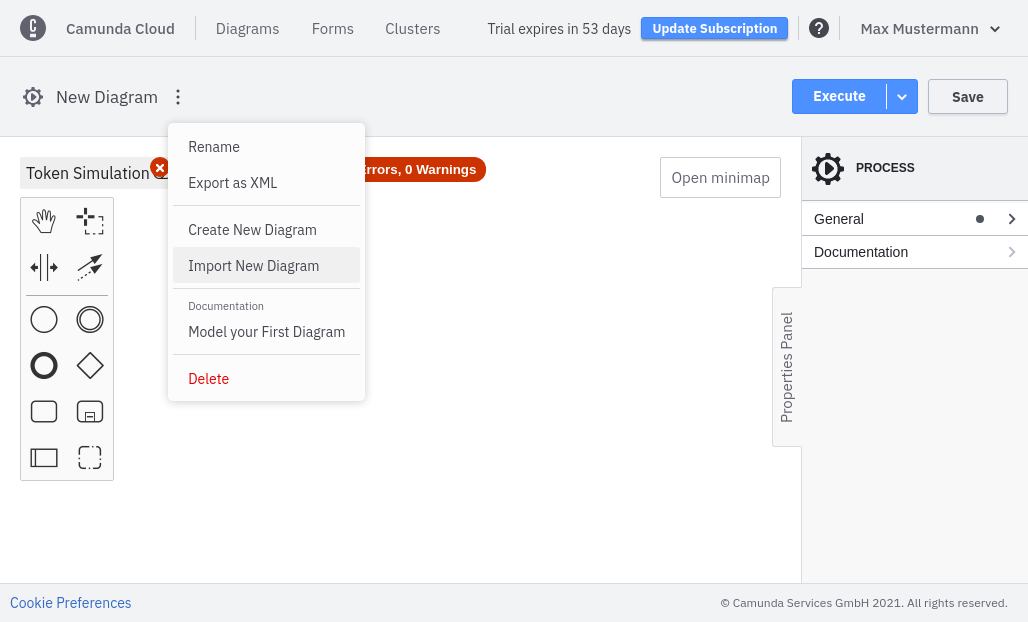 Camunda Cloud
Diagrams
Forms
Clusters
Trial expires in 53 days
Update Subscription
?
Max Mustermann
New Diagram
Execute
Save
Rename
Export as XML
Create New Diagram
Import New Diagram
Documentation
Model your First Diagram
Delete
Token Simulation
Errors, 0 Warnings
Open minimap
Properties Panel
PROCESS
General
Documentation
Cookie Preferences
© Camunda Services GmbH 2021. All rights reserved.